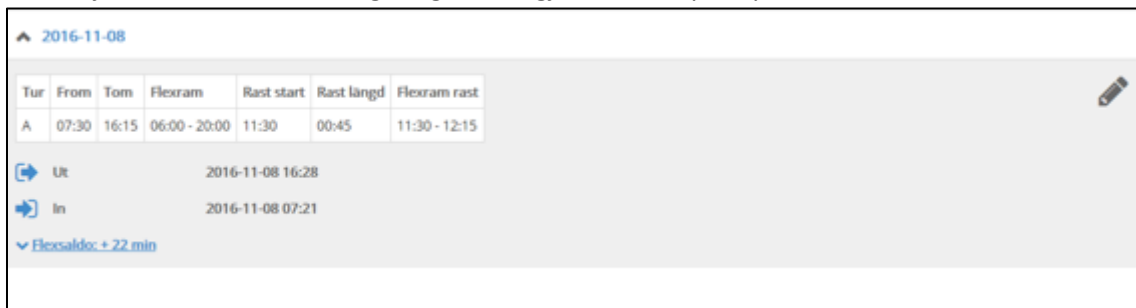 2016-11-08
Tur From Tom Flexram Rast start Rast längd Flexram rast
A 07:30 16:15 06:00 - 20:00 11:30 00:45 11:30 - 12:15
Ut 2016-11-08 16:28
In 2016-11-08 07:21
Flexsaldo: + 22 min